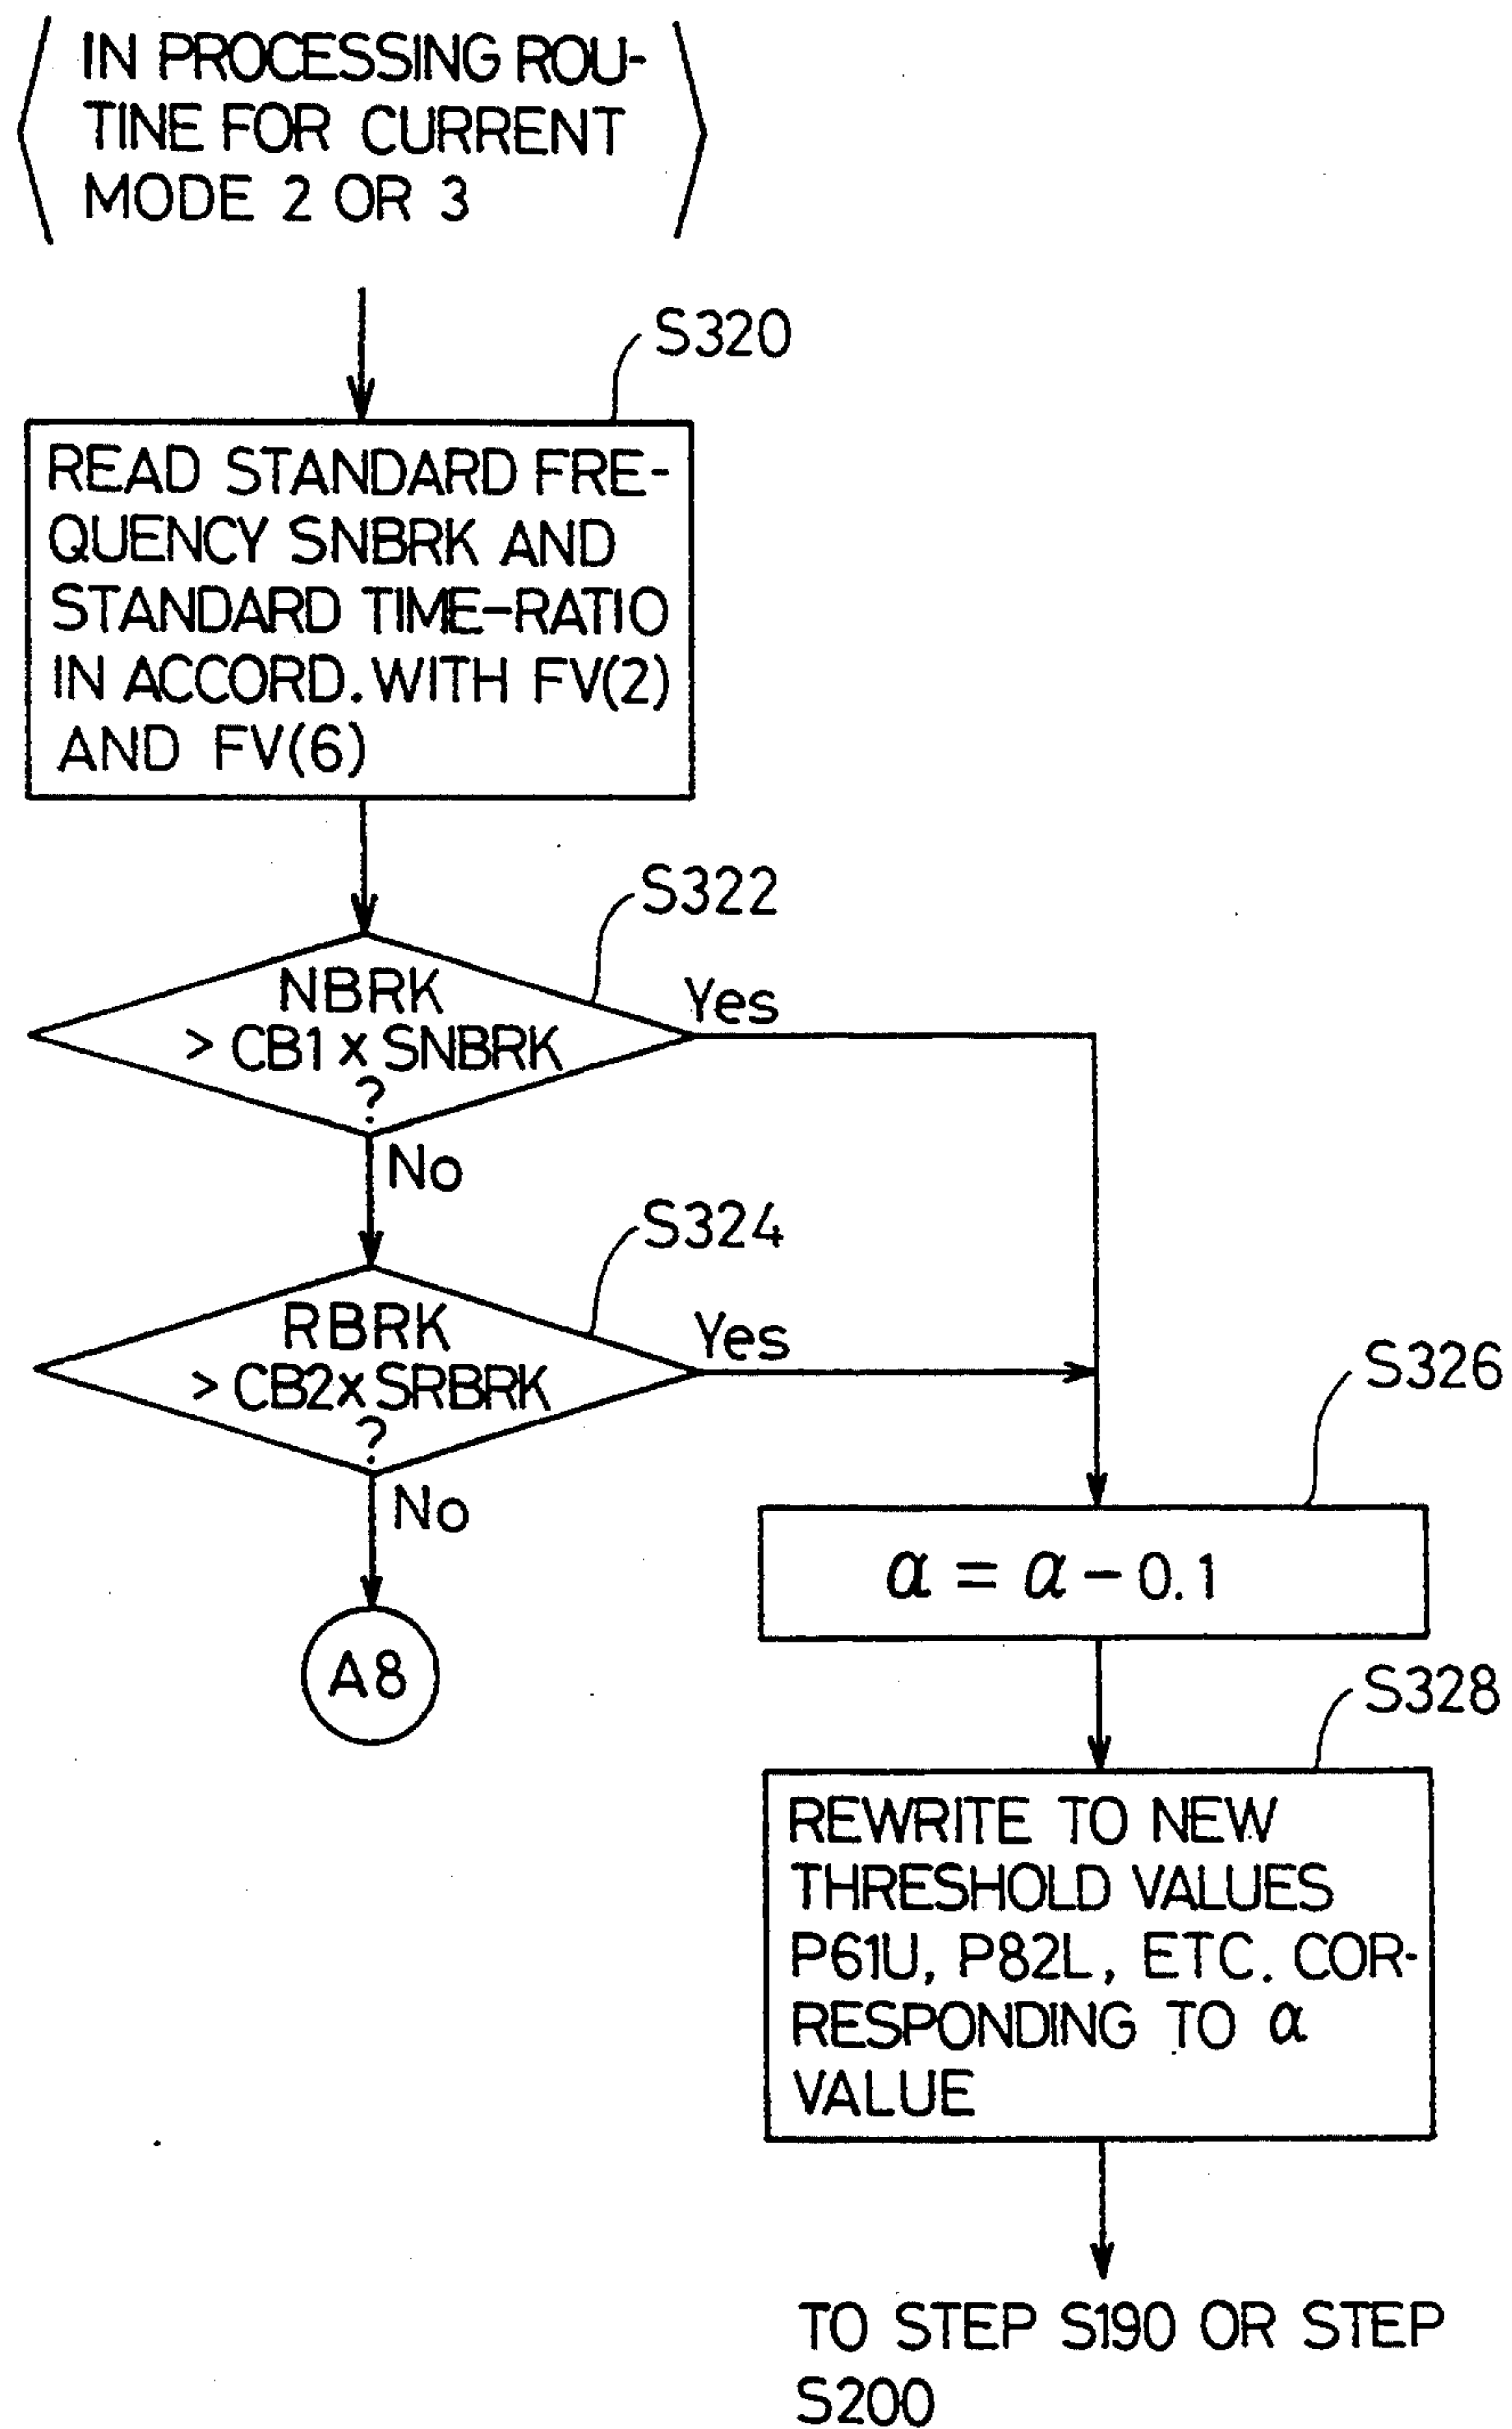 IN PROCESSING ROU-
TINE FOR CURRENT
MODE 2 OR 3
S320
READ STANDARD FRE-
QUENCY SNBRK AND
STANDARD TIME-RATIO
IN ACCORD. WITH FV(2)
AND FV(6)
S322
NBRK
> CB1 x SNBRK
?
Yes
No
S324
RBRK
> CB2 x SRBRK
?
Yes
No
A8
S326
α = α - 0.1
S328
REWRITE TO NEW
THRESHOLD VALUES
P61U, P82L, ETC. COR-
RESPONDING TO α
VALUE
TO STEP S190 OR STEP
S200